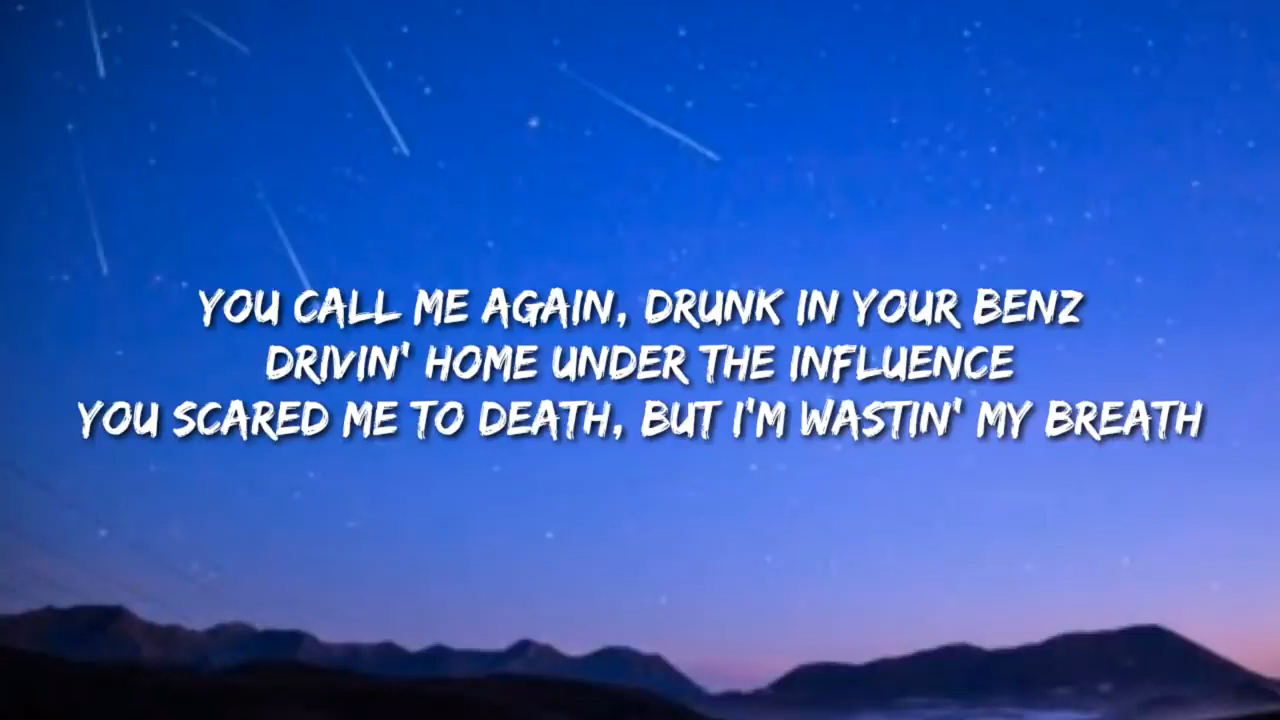 YOU CALL ME AGAIN, DRUNK IN YOUR BENZ
DRIVIN' HOME UNDER THE INFLUENCE
YOU SCARED ME TO DEATH, BUT I'M WASTIN' MY BREATH